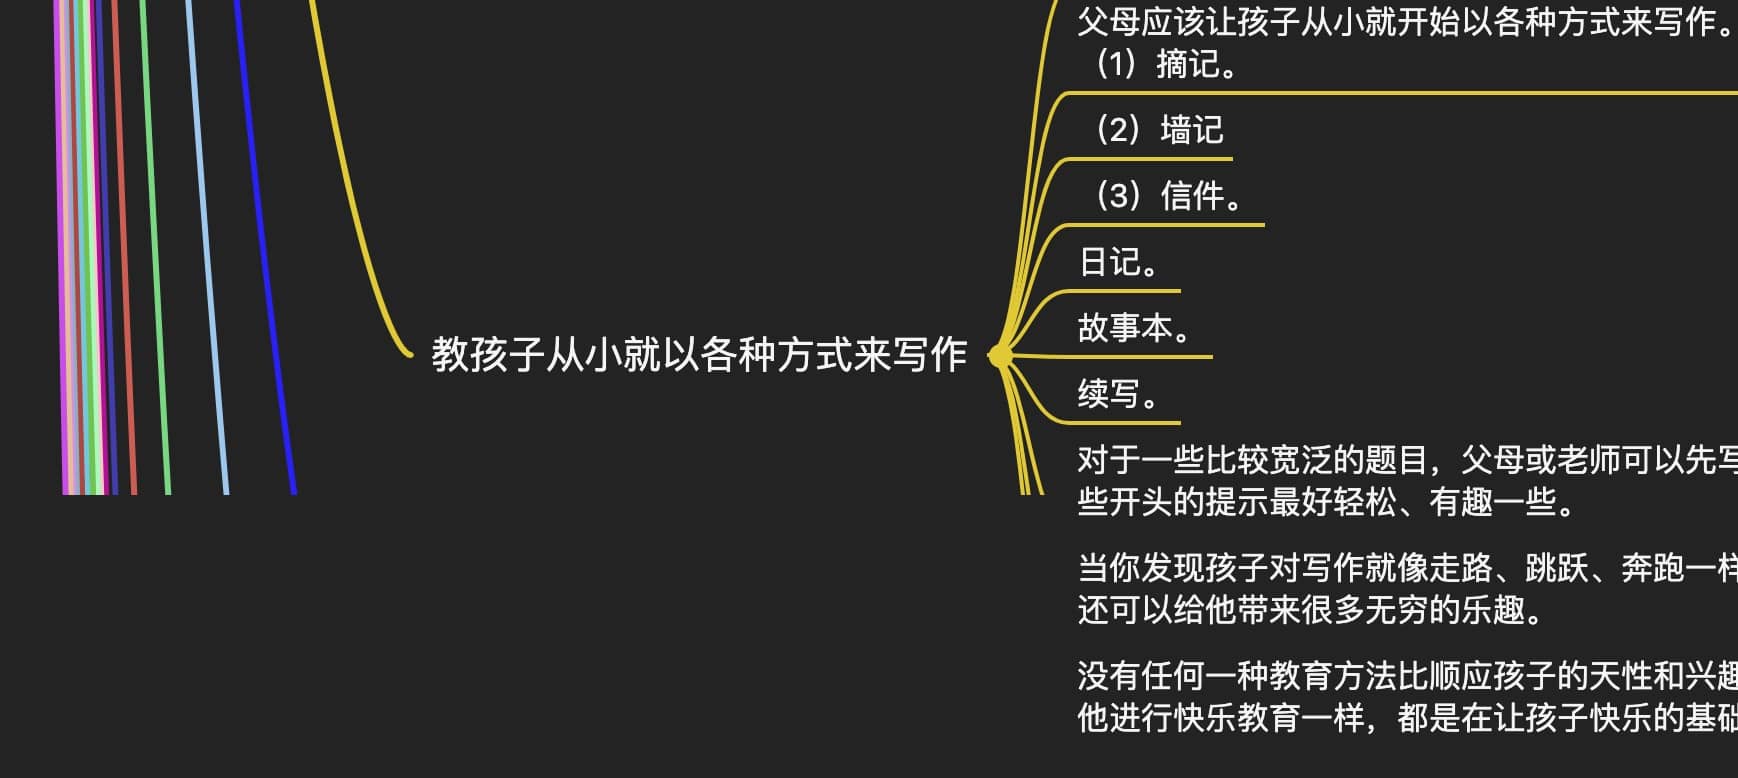 父母应该让孩子从小就开始以各种方式来写作。
（1）摘记。
（2）墙记
（3）信件。
日记。
故事本。
教孩子从小就以各种方式来写作
续写。
对于一些比较宽泛的题目，父母或老师可以先写
些开头的提示最好轻松、有趣一些。
当你发现孩子对写作就像走路、跳跃、奔跑一样
还可以给他带来很多无穷的乐趣。
没有任何一种教育方法比顺应孩子的天性和兴趣
他进行快乐教育一样，都是在让孩子快乐的基础